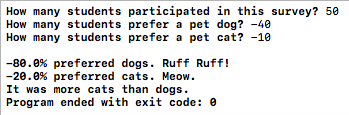 How many students participated in this survey? 50
How many students prefer a pet dog? -40
How many students prefer a pet cat? -10
-80.0% preferred dogs. Ruff Ruff!
-20.0% preferred cats. Meow.
It was more cats than dogs.
Program ended with exit code: 0